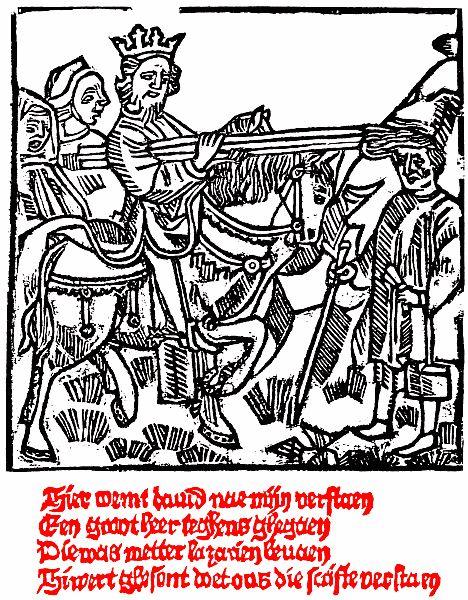 Hier wemt dauid nae mijn verstaen
Een groot heer teghens ghegaen
Die was metter lazarien beuaen
Hi wert ghesont doet ons die scrifte verstaen